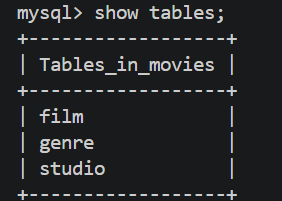 mysql> show tables;
+------------------+
| Tables_in_movies |
+------------------+
| film             |
| genre            |
| studio           |
+------------------+